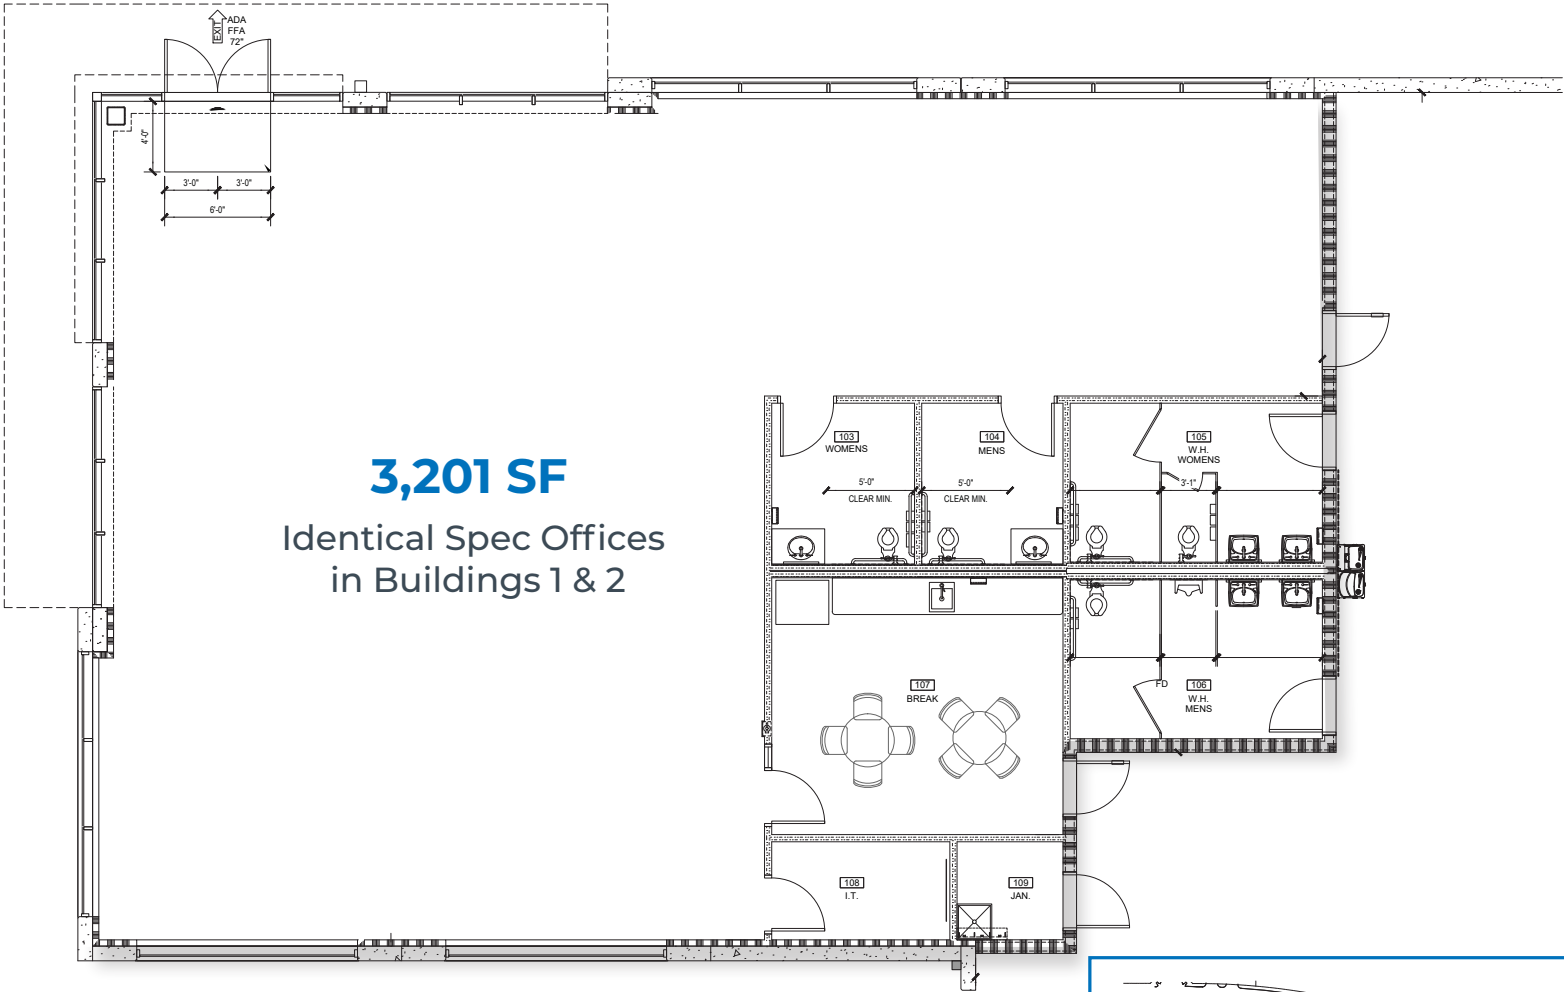 EXIT
ADA
FFA
72"
4'-0"
3'-0" 3'-0"
6'-0"
3,201 SF
Identical Spec Offices
in Buildings 1 & 2
103
WOMENS
5'-0"
CLEAR MIN.
104
MENS
5'-0"
CLEAR MIN.
105
W.H.
WOMENS
3'-1"
107
BREAK
FD
106
W.H.
MENS
108
I.T.
109
JAN.